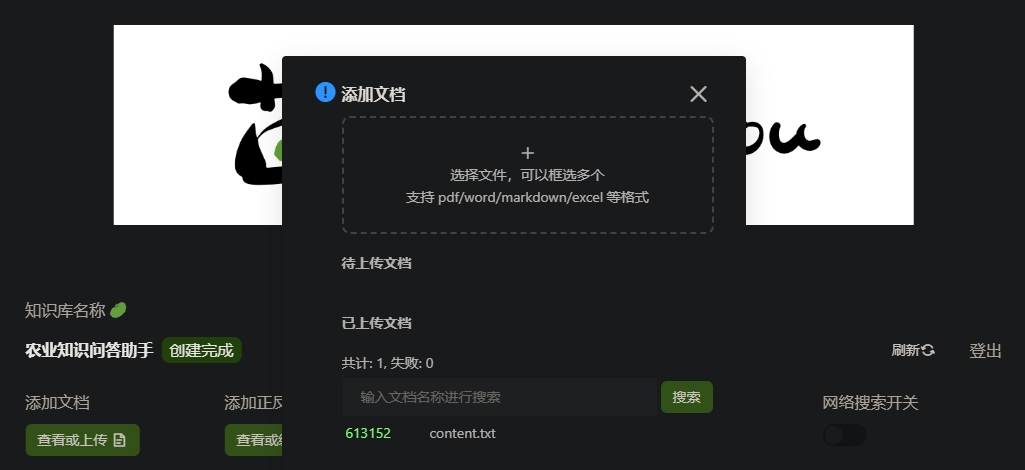 添加文档
选择文件，可以框选多个
支持 pdf/word/markdown/excel 等格式
待上传文档
已上传文档
共计: 1, 失败: 0
输入文档名称进行搜索
搜索
613152 content.txt
知识库名称
农业知识问答助手 创建完成
刷新 登出
添加文档
添加正
网络搜索开关
查看或上传
查看或